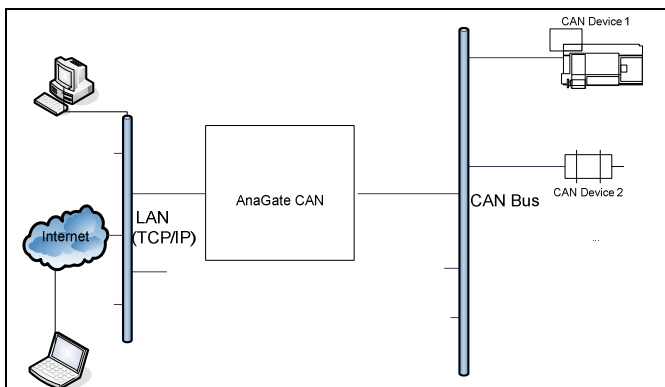 CAN Device 1
CAN Device 2
...
AnaGate CAN
CAN Bus
LAN
(TCP/IP)
Internet